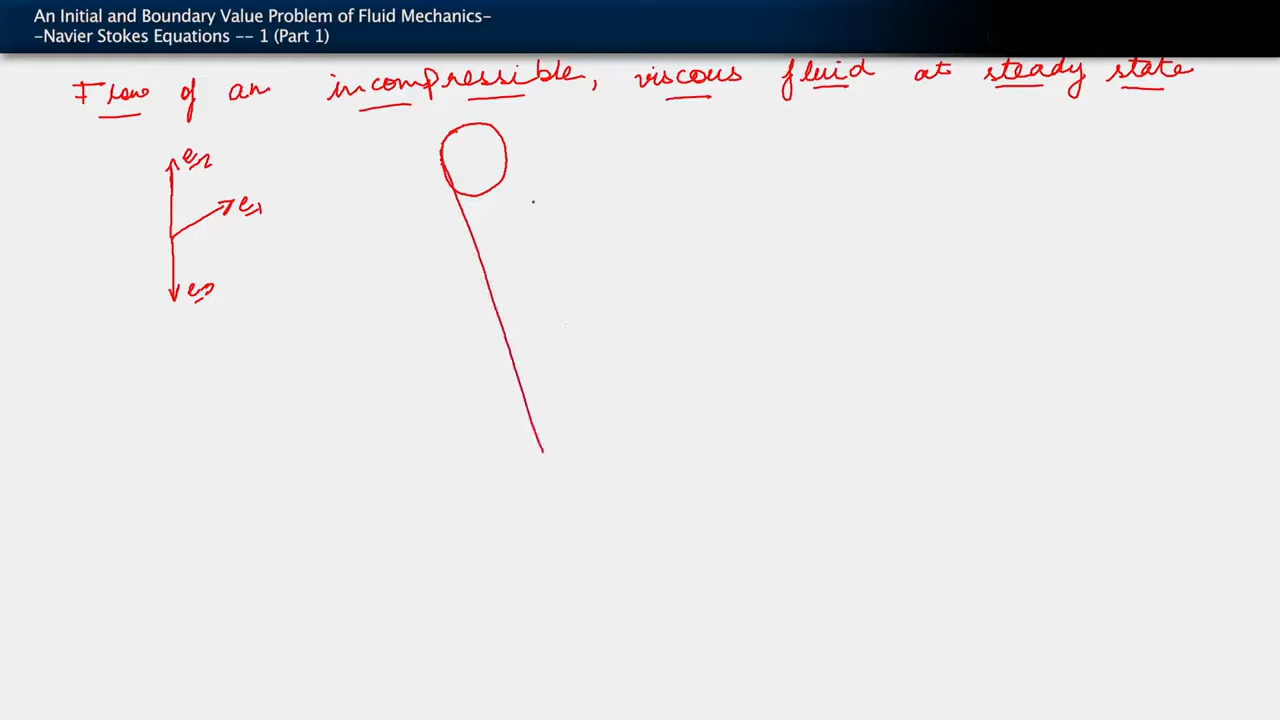 An Initial and Boundary Value Problem of Fluid Mechanics-
-Navier Stokes Equations -- 1 (Part 1)
Flow of an incompressible, viscous fluid at steady state
e2
e1
e3